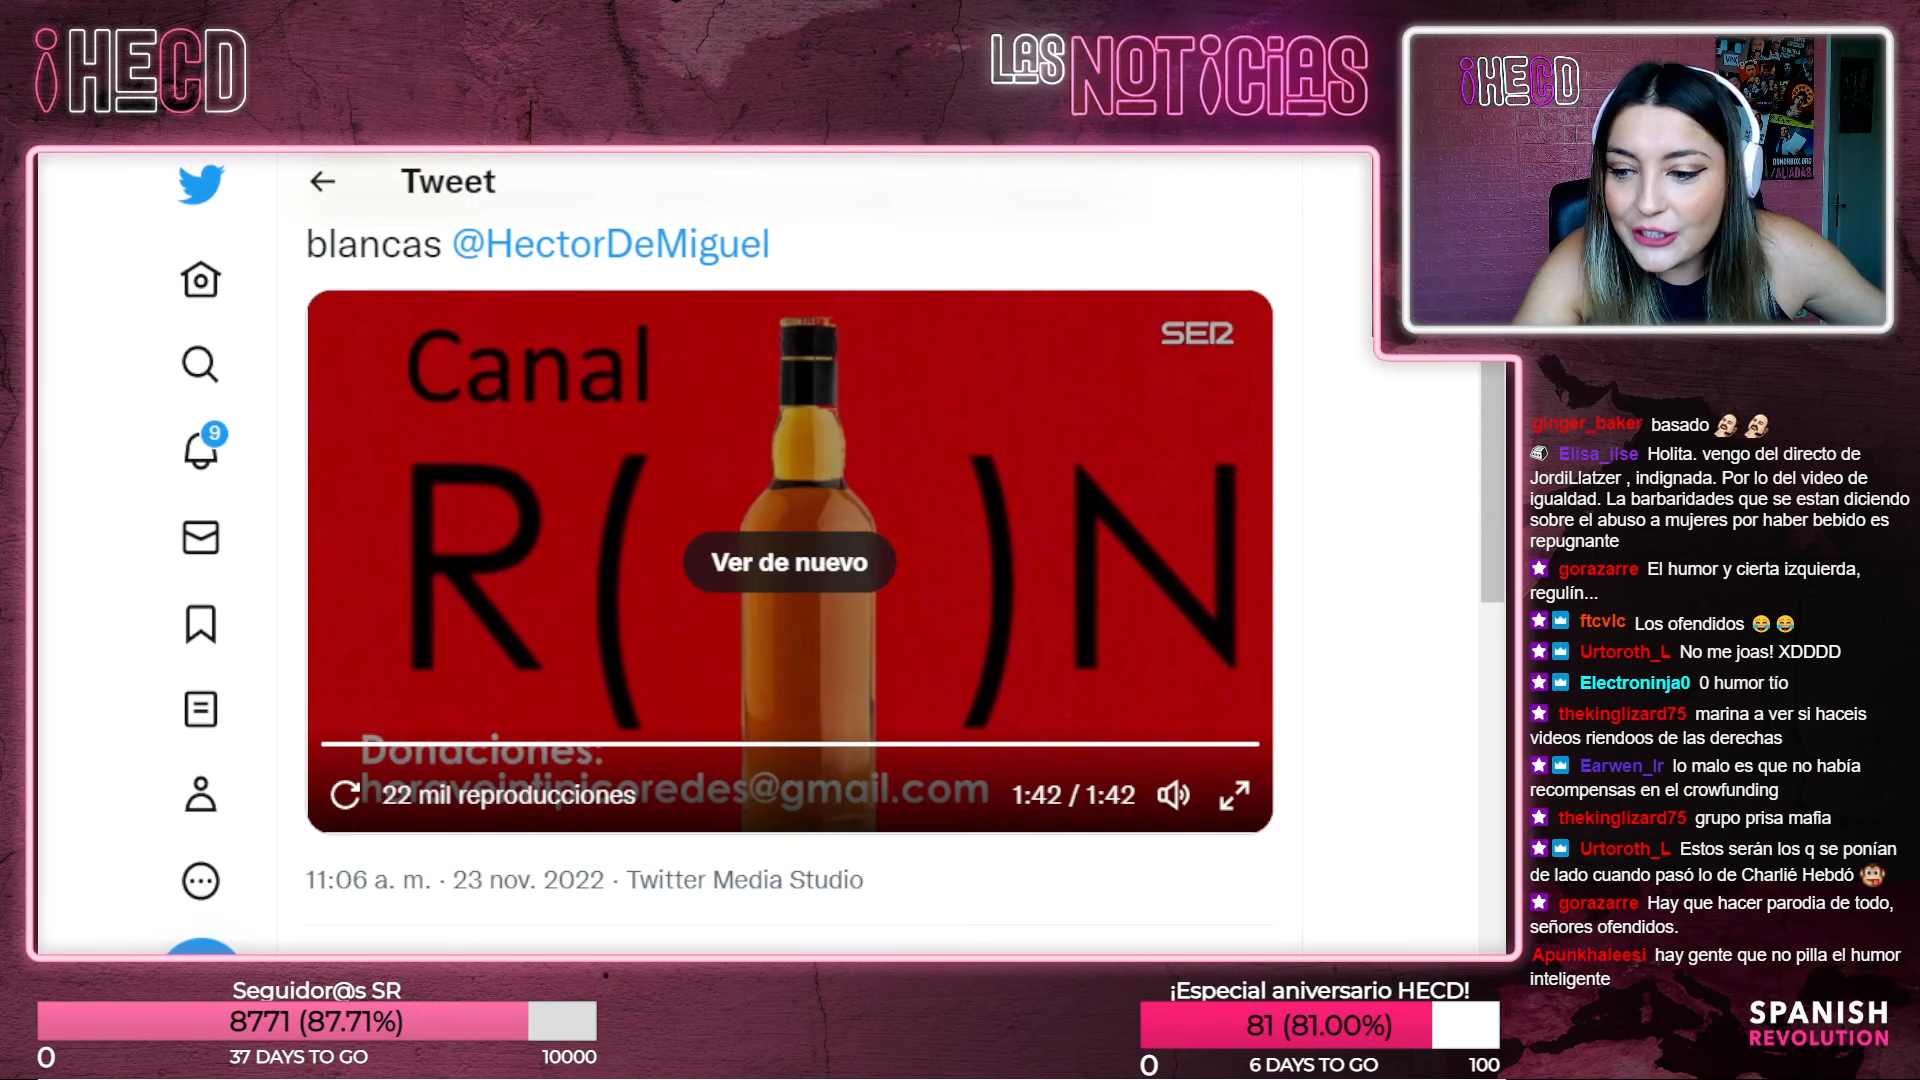 ¡HECD
LAS NOTICIAS
¡HECD
DONORBOX.ORG
/ALIADAS
Tweet
blancas @HectorDeMiguel
Canal
SER
R( )N
Ver de nuevo
Donaciones:
horaveintipicoredes@gmail.com
22 mil reproducciones
1:42 / 1:42
11:06 a. m. · 23 nov. 2022 · Twitter Media Studio
9
ginger_baker basado
Elisa_ilse Holita. vengo del directo de
JordiLlatzer , indignada. Por lo del video de
igualdad. La barbaridades que se estan diciendo
sobre el abuso a mujeres por haber bebido es
repugnante
gorazarre El humor y cierta izquierda,
regulín...
ftcvlc Los ofendidos 😂 😂
Urtoroth_L No me joas! XDDDD
Electroninja0 0 humor tío
thekinglizard75 marina a ver si haceis
videos riendoos de las derechas
Earwen_lr lo malo es que no había
recompensas en el crowfunding
thekinglizard75 grupo prisa mafia
Urtoroth_L Estos serán los q se ponían
de lado cuando pasó lo de Charlié Hebdó
gorazarre Hay que hacer parodia de todo,
señores ofendidos.
Apunkhaleesi hay gente que no pilla el humor
inteligente
Seguidor@s SR
8771 (87.71%)
0 37 DAYS TO GO 10000
¡Especial aniversario HECD!
81 (81.00%)
0 6 DAYS TO GO 100
SPANISH
REVOLUTION